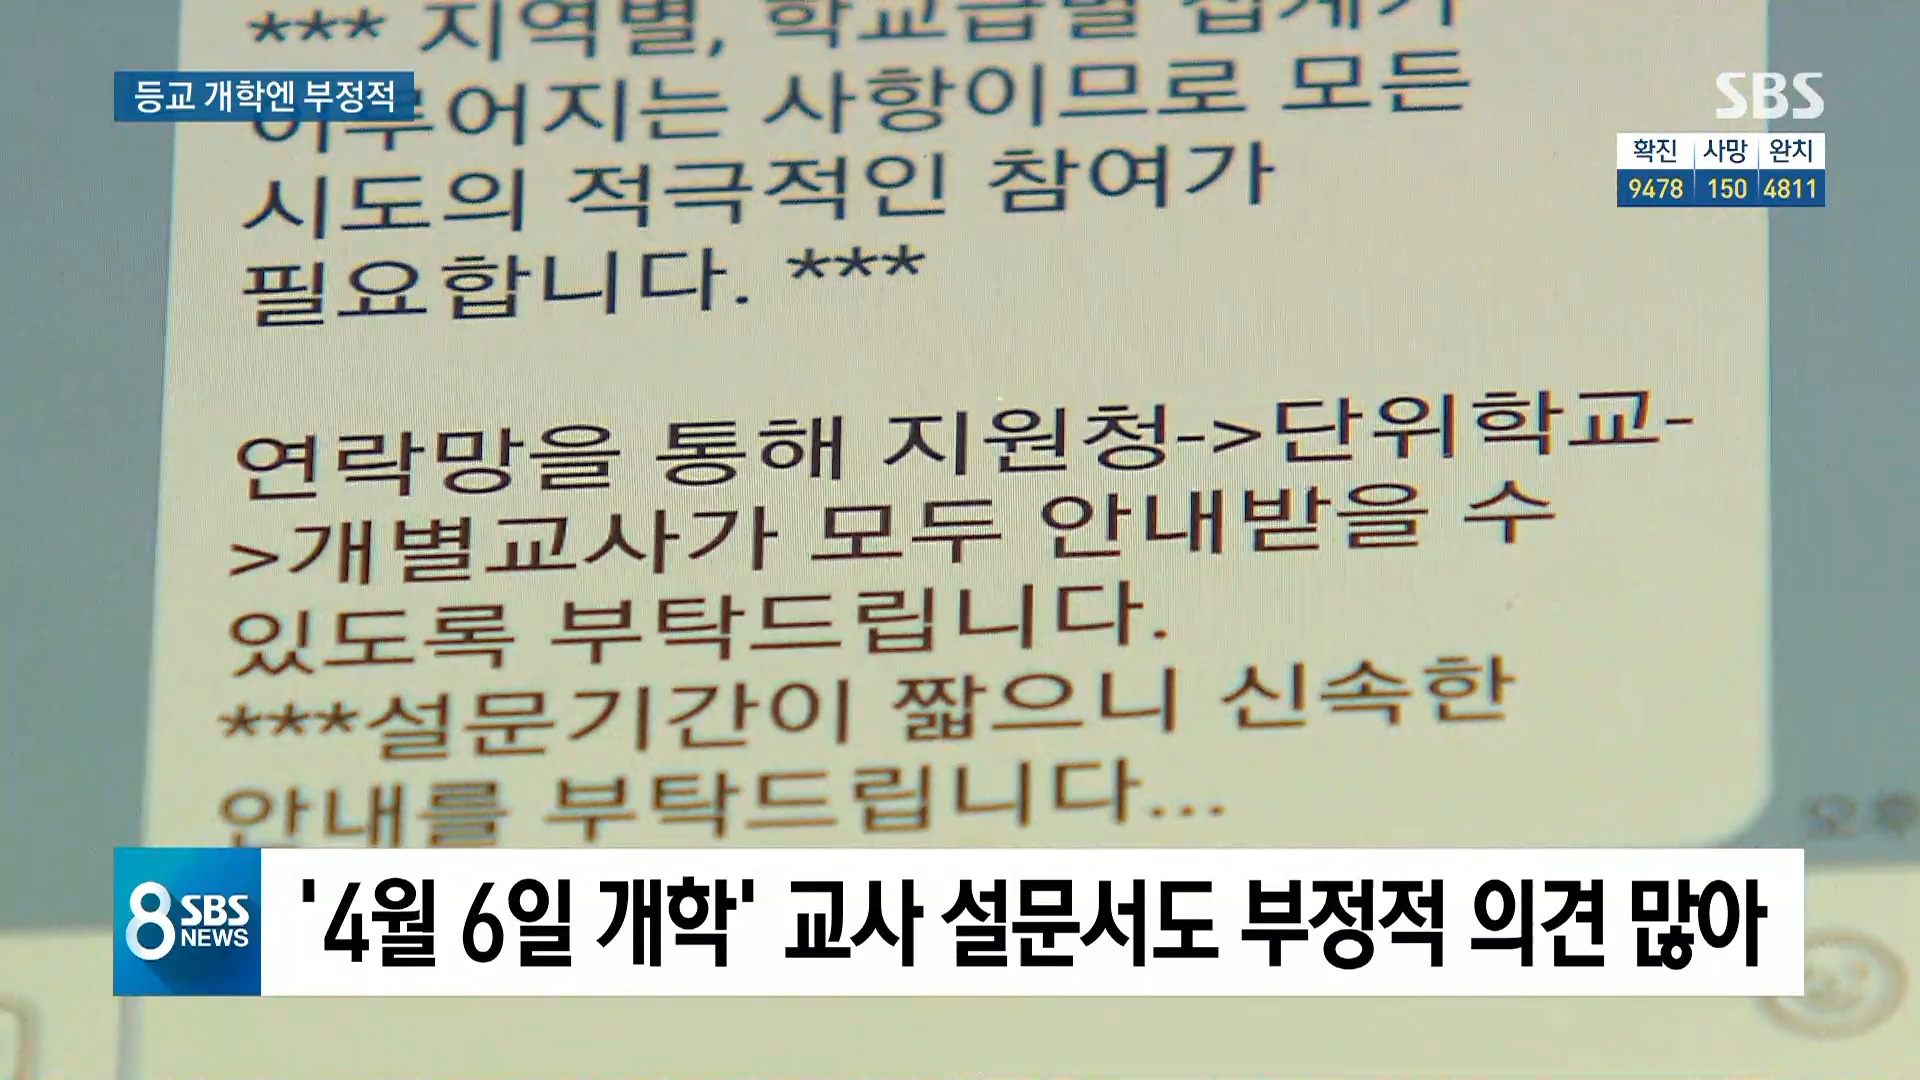 *** 지역별, 학교급별 집계가
등교 개학엔 부정적
이루어지는 사항이므로 모든
시도의 적극적인 참여가
필요합니다. ***
SBS
확진 사망 완치
9478 150 4811
연락망을 통해 지원청->단위학교-
>개별교사가 모두 안내받을 수
있도록 부탁드립니다.
***설문기간이 짧으니 신속한
안내를 부탁드립니다...
오후
8 SBS NEWS
'4월 6일 개학' 교사 설문서도 부정적 의견 많아